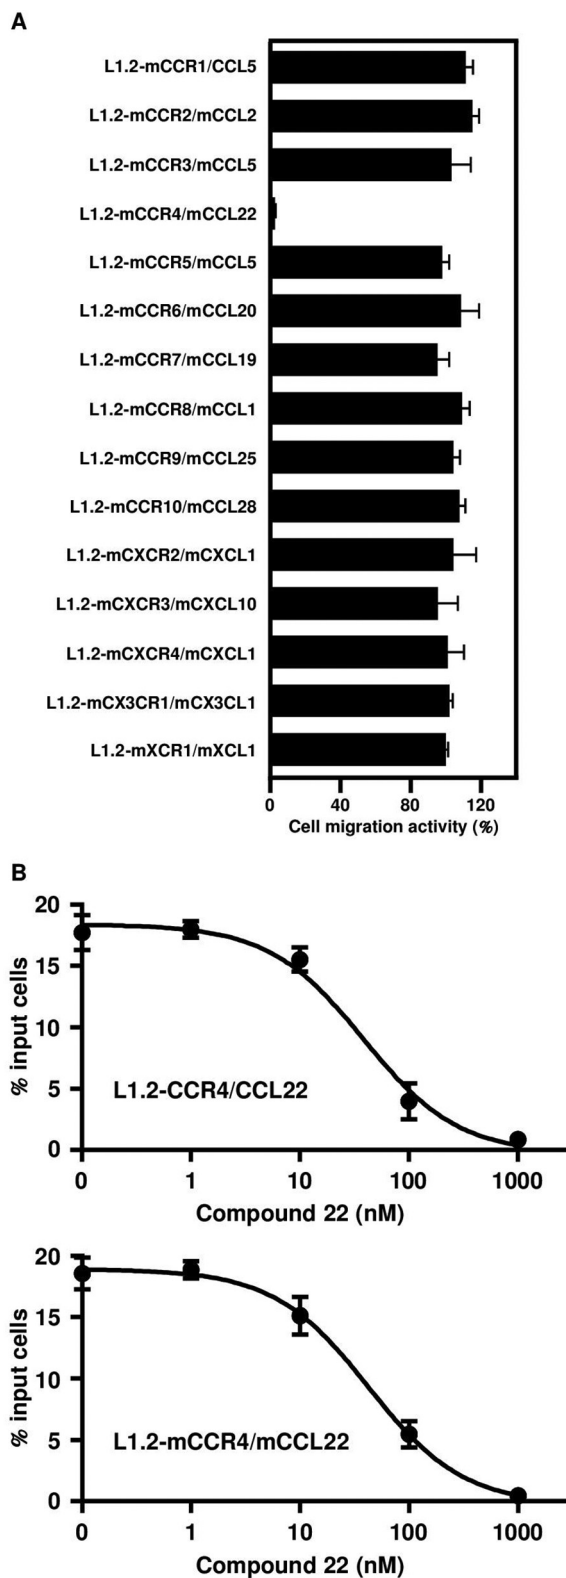 A
L1.2-mCCR1/CCL5
L1.2-mCCR2/mCCL2
L1.2-mCCR3/mCCL5
L1.2-mCCR4/mCCL22
L1.2-mCCR5/mCCL5
L1.2-mCCR6/mCCL20
L1.2-mCCR7/mCCL19
L1.2-mCCR8/mCCL1
L1.2-mCCR9/mCCL25
L1.2-mCCR10/mCCL28
L1.2-mCXCR2/mCXCL1
L1.2-mCXCR3/mCXCL10
L1.2-mCXCR4/mCXCL1
L1.2-mCX3CR1/mCX3CL1
L1.2-mXCR1/mXCL1
0 40 80 120
Cell migration activity (%)
B
20
15
10
5
0
% input cells
L1.2-CCR4/CCL22
0 1 10 100 1000
Compound 22 (nM)
20
15
10
5
0
% input cells
L1.2-mCCR4/mCCL22
0 1 10 100 1000
Compound 22 (nM)